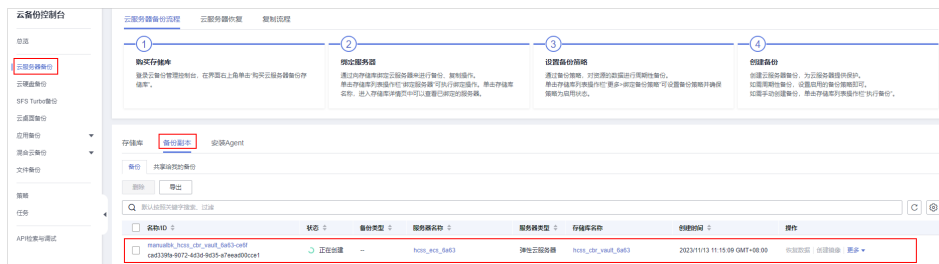 云备份控制台
总览
云服务器备份
云硬盘备份
SFS Turbo备份
云桌面备份
应用备份
混合云备份
文件备份
策略
任务
API检索与调试
云服务器备份流程 云服务器恢复 复制流程
1
购买存储库
登录云备份管理控制台，在界面右上角单击“购买云服务器备份存
储库”。
2
绑定服务器
通过向存储库绑定云服务器来进行备份、复制操作。
单击存储库列表操作栏“绑定服务器”可执行绑定操作。单击存储库
名称，进入存储库详情页中可以查看已绑定的服务器。
3
设置备份策略
通过备份策略，对资源的数据进行周期性备份。
单击存储库列表操作栏“更多>绑定备份策略”可设置备份策略并确保
策略为启用状态。
4
创建备份
创建云服务器备份，为云服务器提供保护。
如需周期性备份，设置启用的备份策略即可。
如需手动创建备份，单击存储库列表操作栏“执行备份”。
存储库 备份副本 安装Agent
备份 共享给我的备份
删除 导出
默认按照关键字搜索、过滤
名称/ID 状态 备份类型 服务器名称 服务器类型 存储库名称 创建时间 操作
manualbk_hcss_cbr_vault_6a63-ce6f
cad339fa-9072-4d3d-9d35-a7eead00cce1
正在创建 -- hcss_ecs_6a63 弹性云服务器 hcss_cbr_vault_6a63 2023/11/13 11:15:09 GMT+08:00 恢复数据 创建镜像 更多